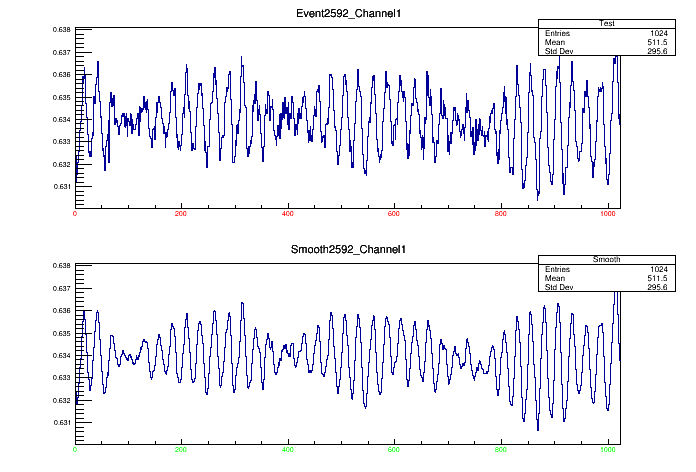 Event2592_Channel1
Test
Entries 1024
Mean 511.5
Std Dev 295.6
0.638
0.637
0.636
0.635
0.634
0.633
0.632
0.631
0 200 400 600 800 1000
Smooth2592_Channel1
Smooth
Entries 1024
Mean 511.5
Std Dev 295.6
0.638
0.637
0.636
0.635
0.634
0.633
0.632
0.631
0 200 400 600 800 1000